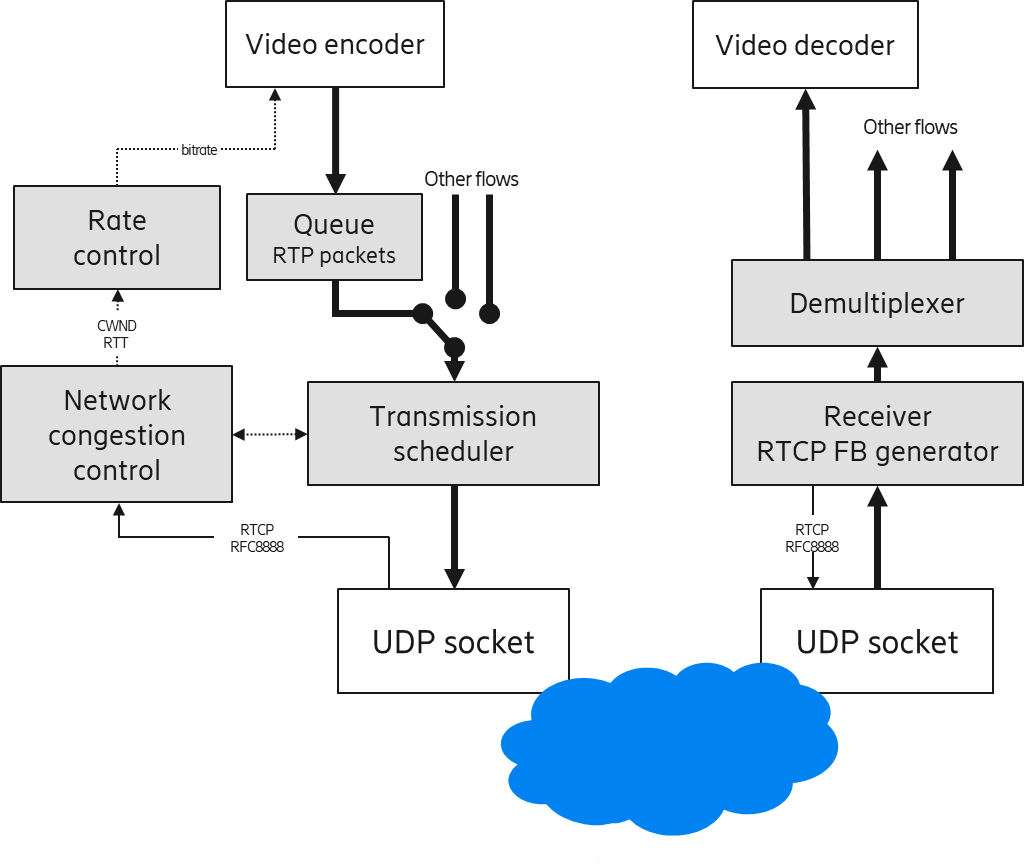 Video encoder
Video decoder
Other flows
bitrate
Other flows
Rate
control
Queue
RTP packets
Demultiplexer
CWND
RTT
Network
congestion
control
Transmission
scheduler
Receiver
RTCP FB generator
RTCP
RFC8888
RTCP
RFC8888
UDP socket
UDP socket